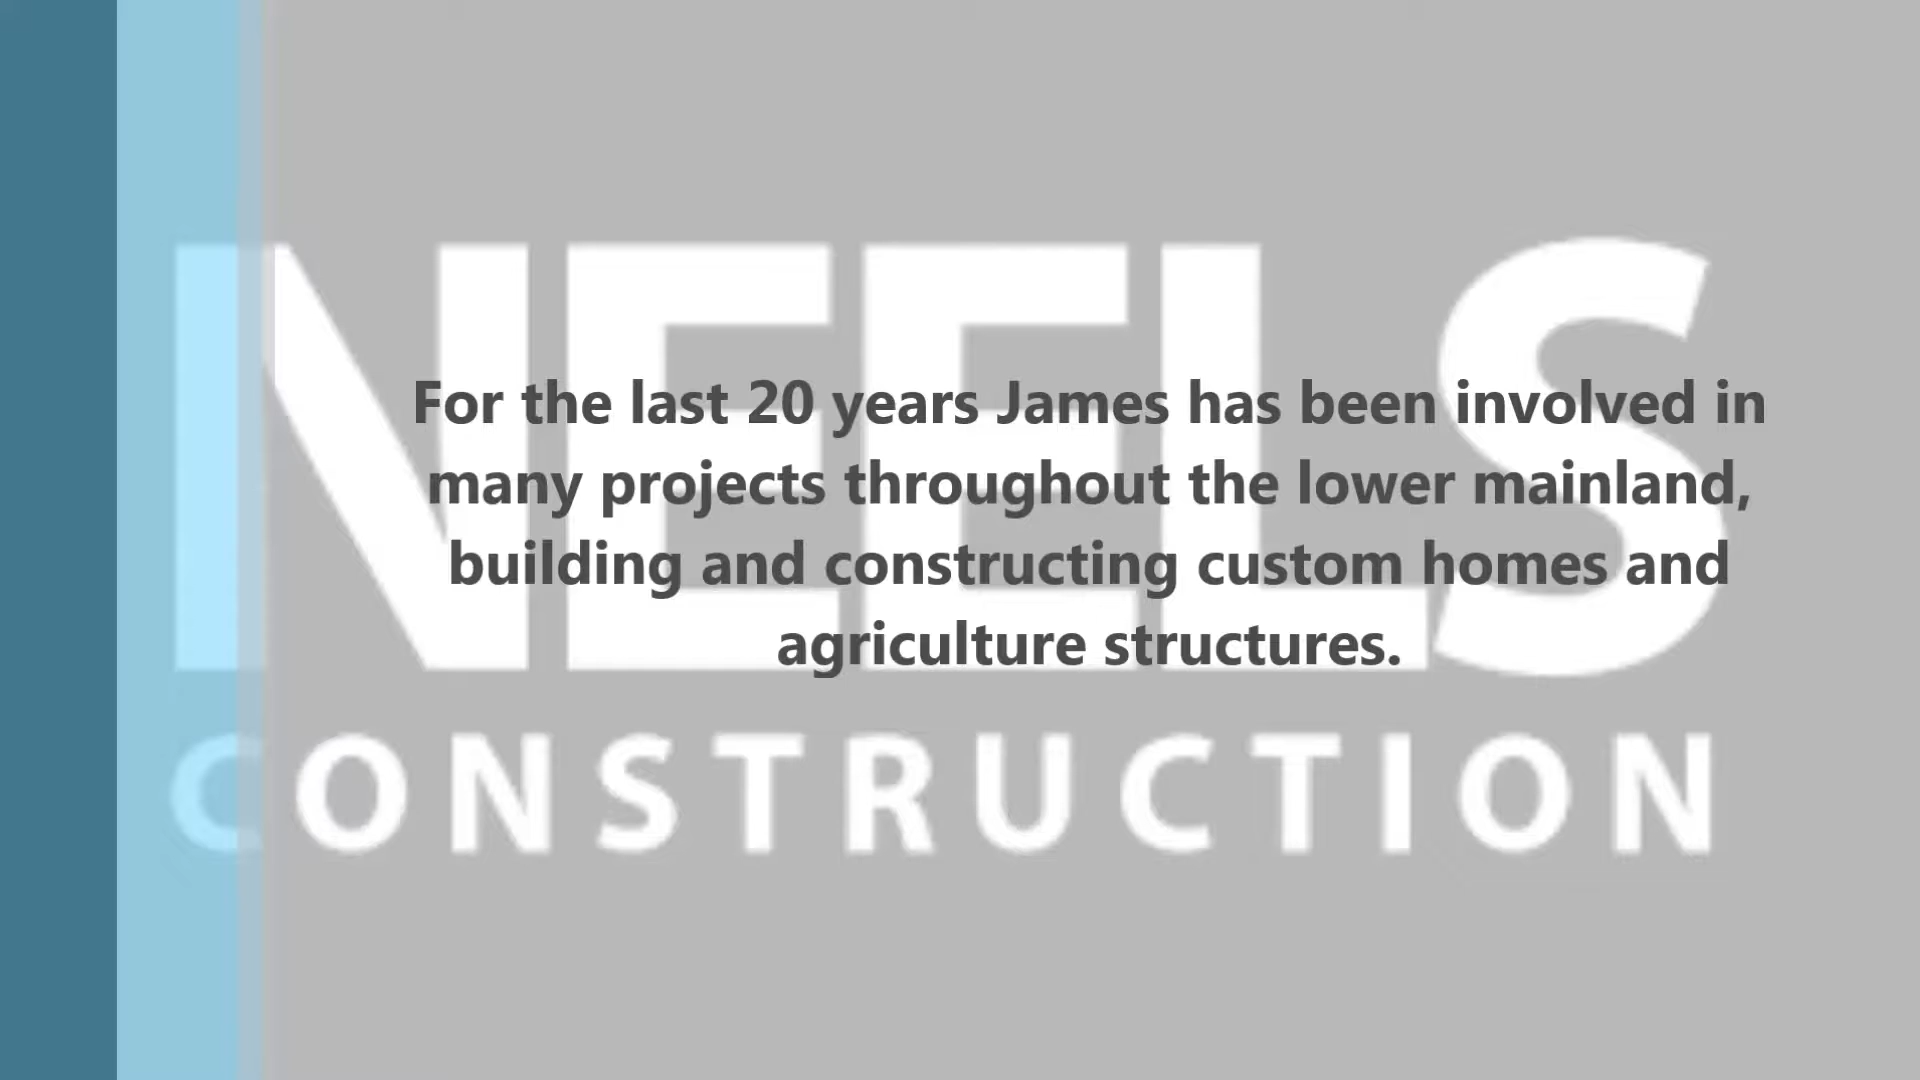 NEELS
For the last 20 years James has been involved in
many projects throughout the lower mainland,
building and constructing custom homes and
agriculture structures.
CONSTRUCTION